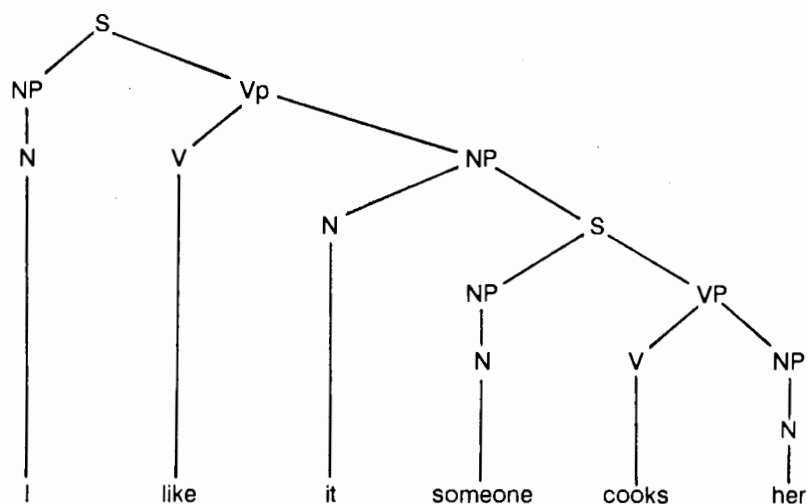 S
NP Vp
N V NP
N S
NP VP
N V NP
N
I like it someone cooks her